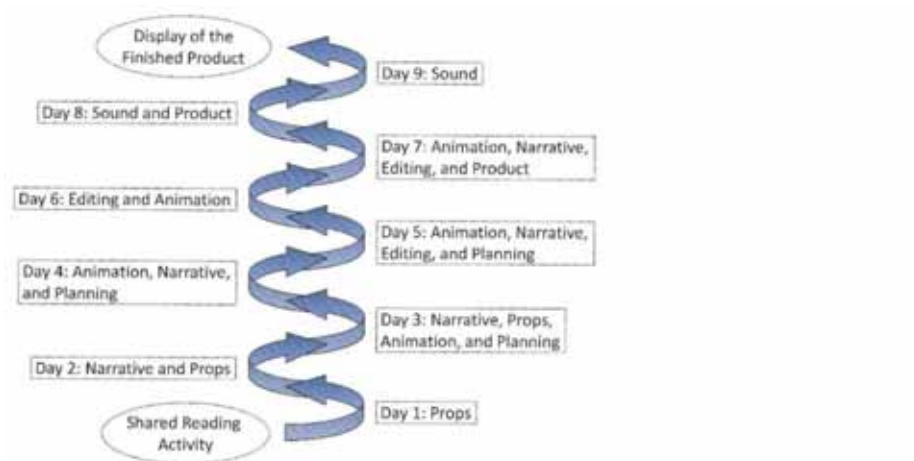 Display of the
Finished Product
Day 9: Sound
Day 8: Sound and Product
Day 7: Animation, Narrative,
Editing, and Product
Day 6: Editing and Animation
Day 5: Animation, Narrative,
Editing, and Planning
Day 4: Animation, Narrative,
and Planning
Day 3: Narrative, Props,
Animation, and Planning
Day 2: Narrative and Props
Day 1: Props
Shared Reading
Activity